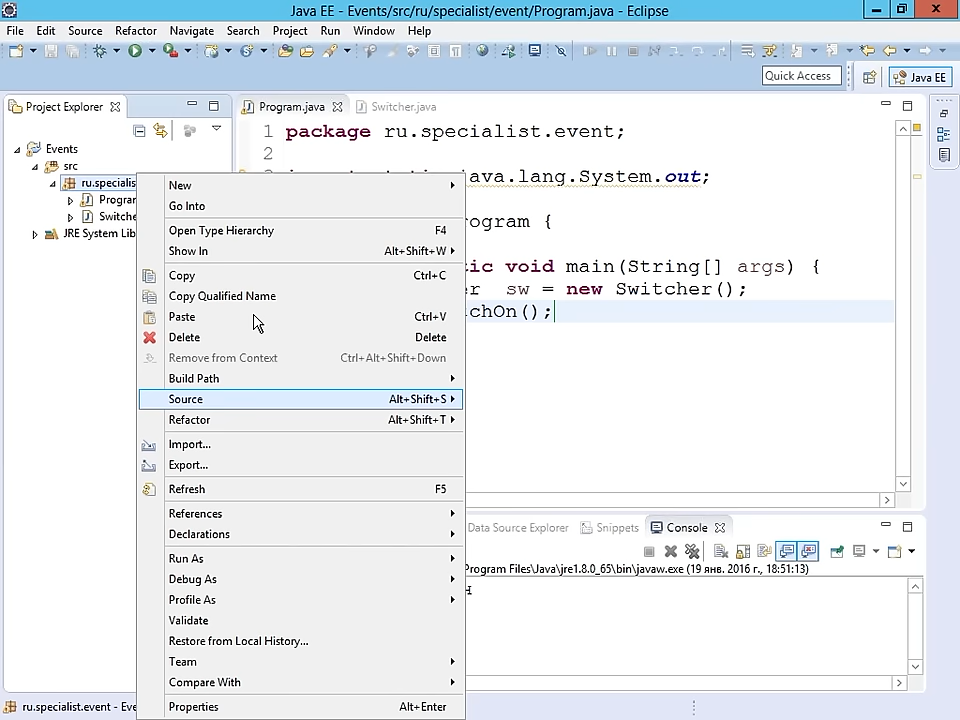 Java EE - Events/src/ru/specialist/event/Program.java - Eclipse
File Edit Source Refactor Navigate Search Project Run Window Help
Quick Access
Java EE
Project Explorer
Program.java
Switcher.java
Events
src
ru.specialis
Progra
Switche
JRE System Lib
1 package ru.specialist.event;
2
java.lang.System.out;
rogram {
tic void main(String[] args) {
r sw = new Switcher();
chOn();
New
Go Into
Open Type Hierarchy F4
Show In Alt+Shift+W
Copy Ctrl+C
Copy Qualified Name
Paste Ctrl+V
Delete Delete
Remove from Context Ctrl+Alt+Shift+Down
Build Path
Source Alt+Shift+S
Refactor Alt+Shift+T
Import...
Export...
Refresh F5
References
Declarations
Run As
Debug As
Profile As
Validate
Restore from Local History...
Team
Compare With
Properties Alt+Enter
Data Source Explorer
Snippets
Console
Program Files\Java\jre1.8.0_65\bin\javaw.exe (19 янв. 2016 г., 18:51:13)
н
ru.specialist.event - Eve